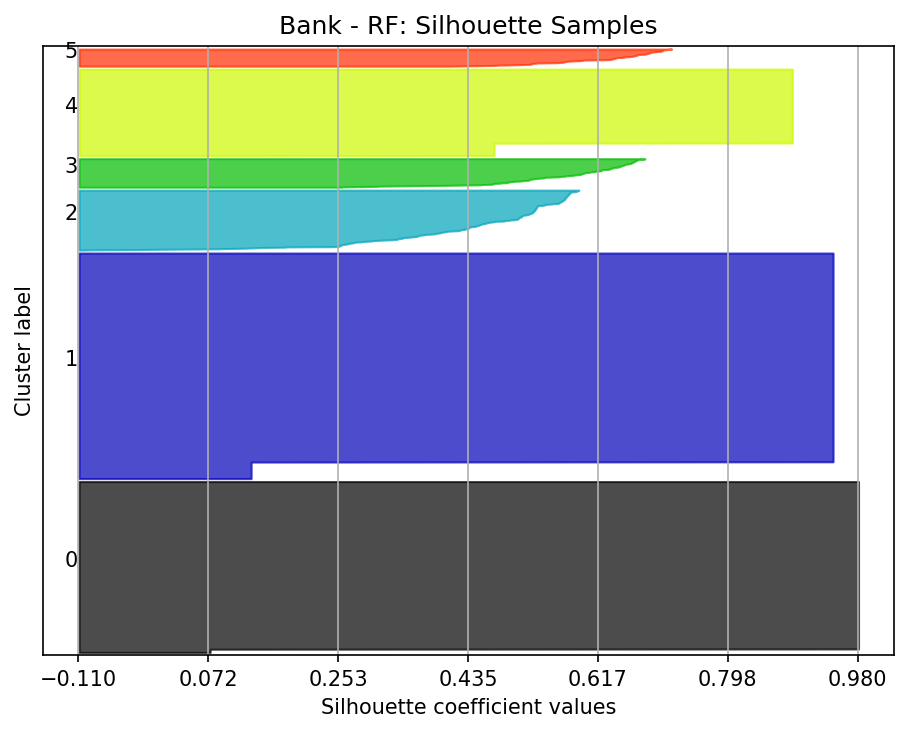 Bank - RF: Silhouette Samples
5
4
3
2
1
0
Cluster label
−0.110 0.072 0.253 0.435 0.617 0.798 0.980
Silhouette coefficient values